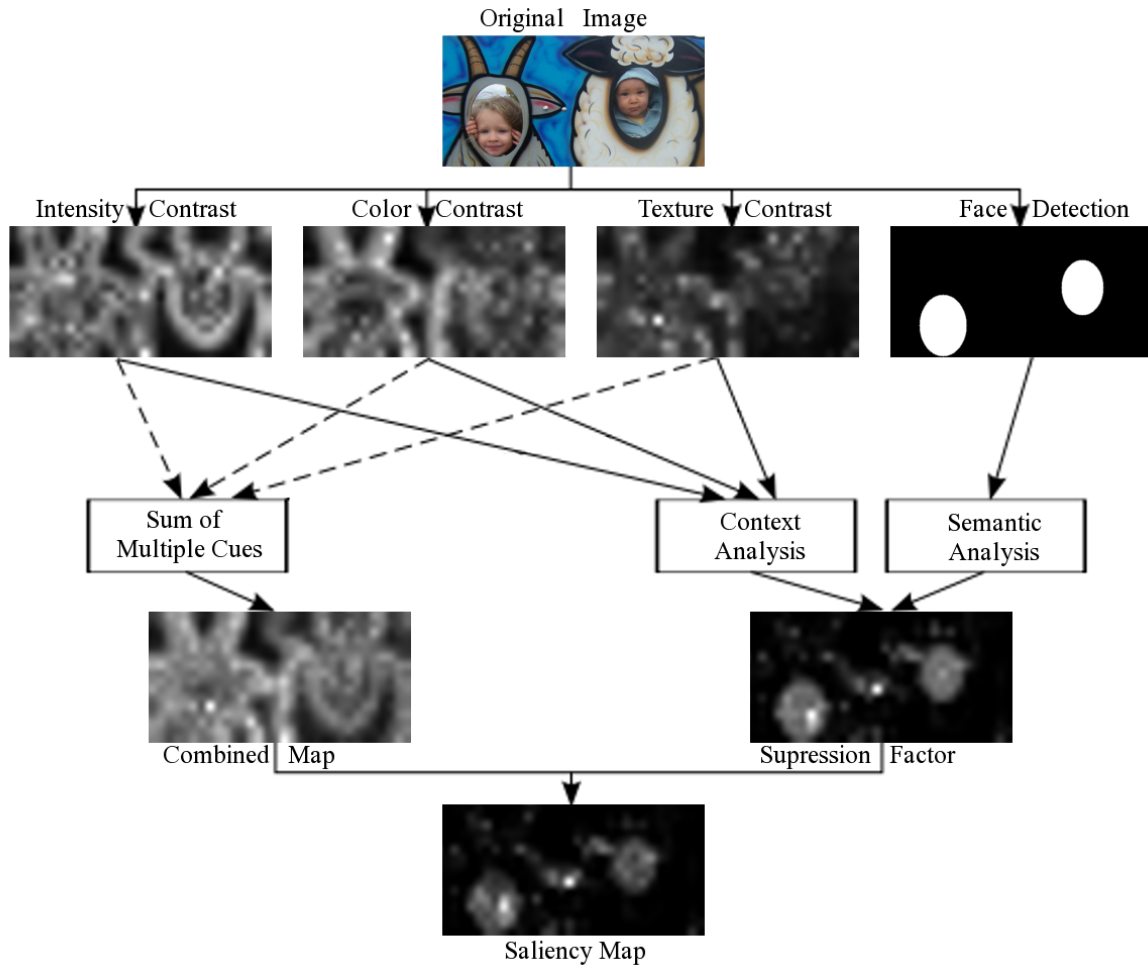 Original Image
Intensity Contrast
Color Contrast
Texture Contrast
Face Detection
Sum of
Multiple Cues
Context
Analysis
Semantic
Analysis
Combined Map
Supression Factor
Saliency Map